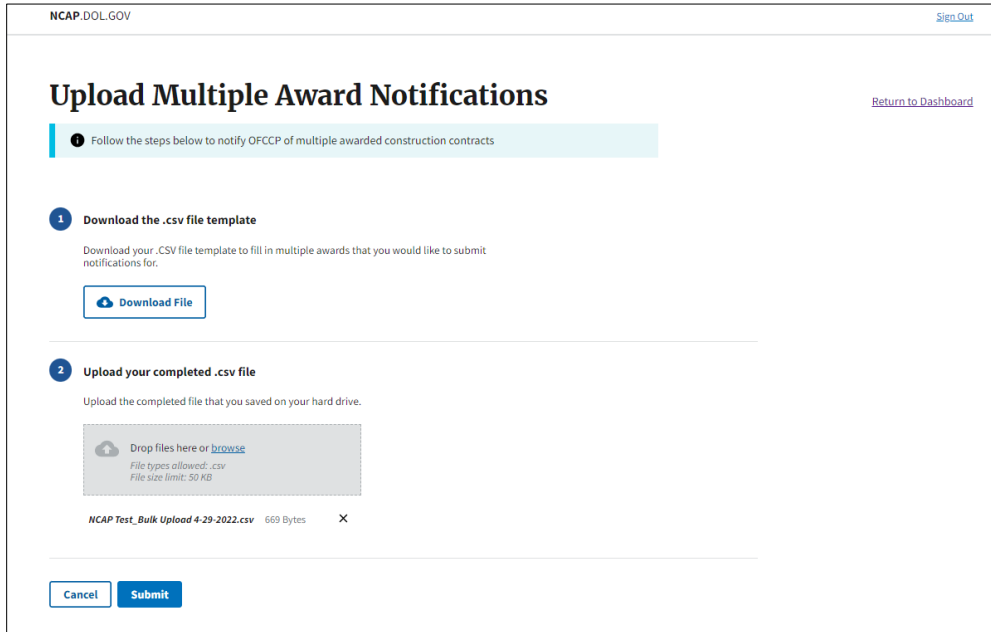 NCAP.DOL.GOV
Sign Out
Upload Multiple Award Notifications
Return to Dashboard
Follow the steps below to notify OFCCP of multiple awarded construction contracts
1
Download the .csv file template
Download your .CSV file template to fill in multiple awards that you would like to submit
notifications for.
Download File
2
Upload your completed .csv file
Upload the completed file that you saved on your hard drive.
Drop files here or browse
File types allowed: .csv
File size limit: 50 KB
NCAP Test_Bulk Upload 4-29-2022.csv 669 Bytes
Cancel Submit